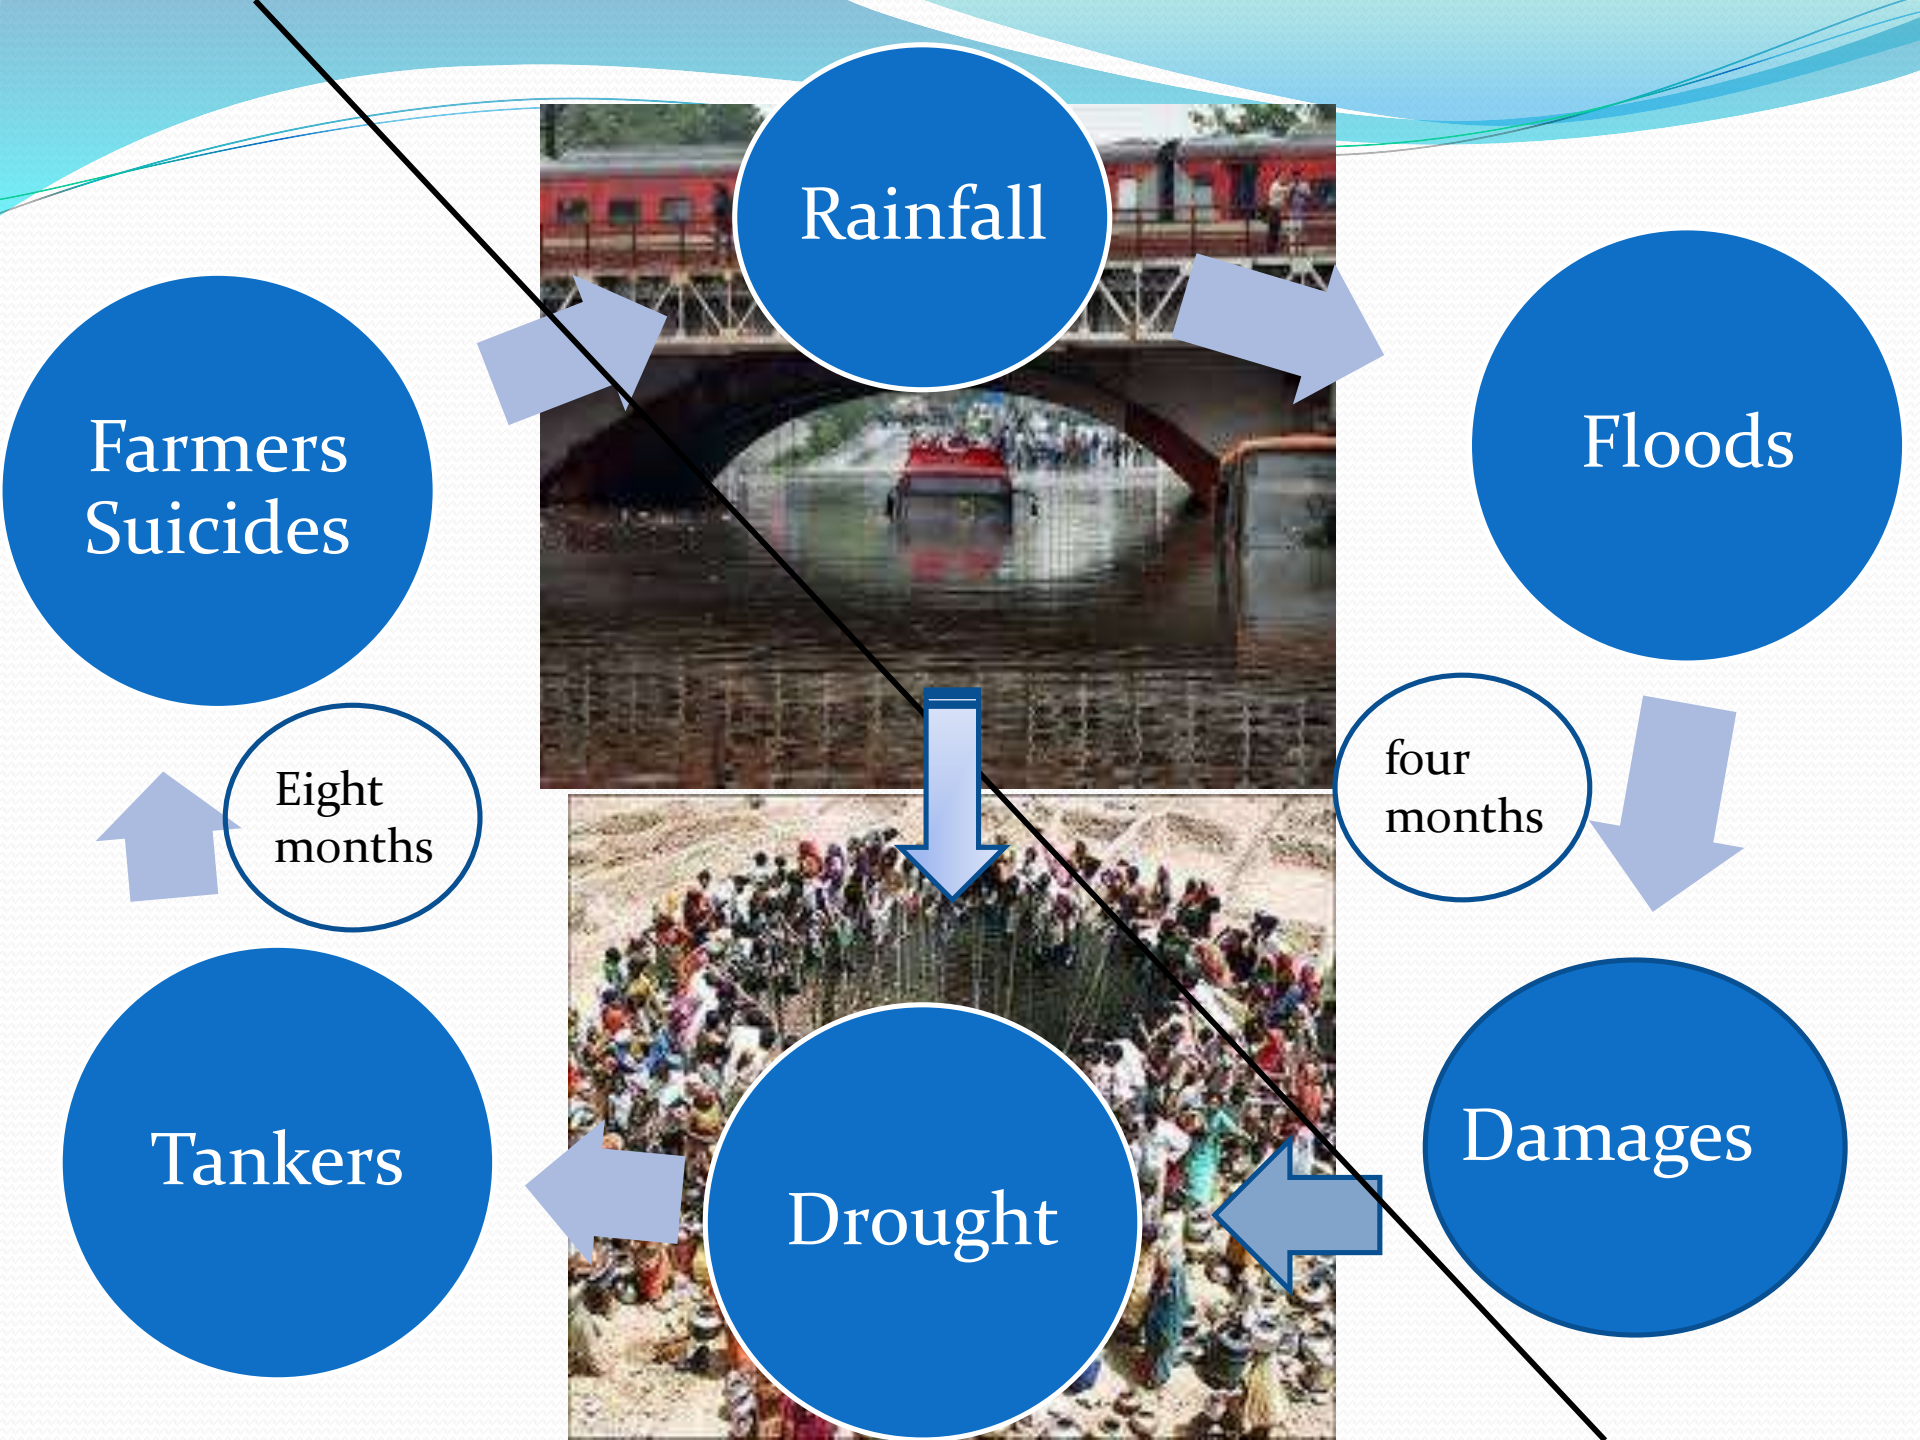 Rainfall
Farmers
Suicides
Floods
Eight
months
four
months
Tankers
Drought
Damages